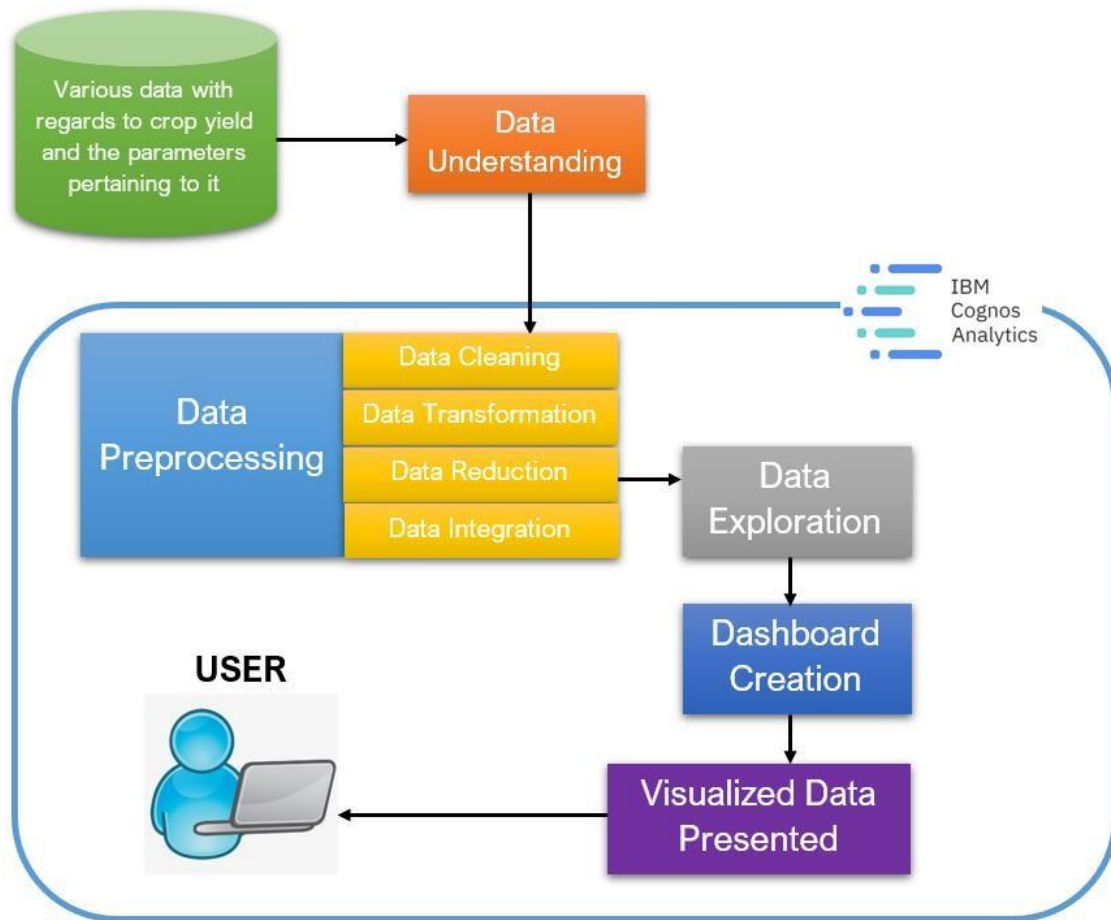 Various data with
regards to crop yield
and the parameters
pertaining to it
Data
Understanding
IBM
Cognos
Analytics
Data
Preprocessing
Data Cleaning
Data Transformation
Data Reduction
Data Integration
Data
Exploration
Dashboard
Creation
USER
Visualized Data
Presented